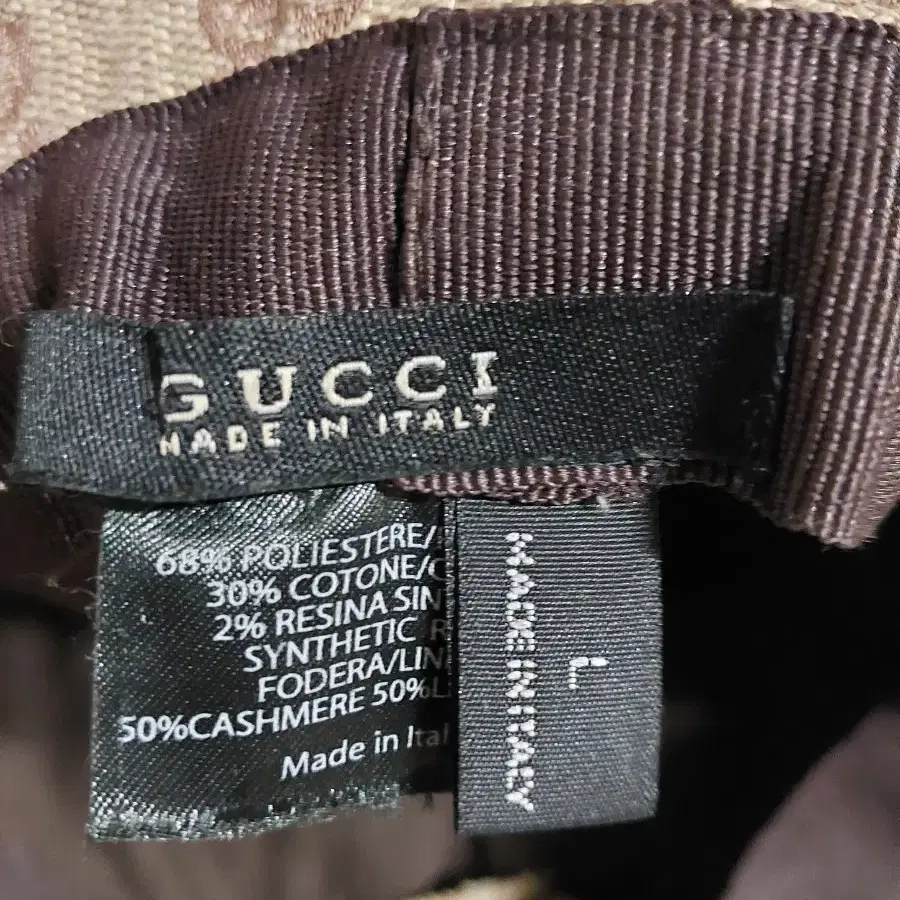 GUCCI
MADE IN ITALY
68% POLIESTERE/
30% COTONE/
2% RESINA SIN
SYNTHETIC R
FODERA/LIN
50%CASHMERE 50%
Made in Ital
L
MADE IN ITALY